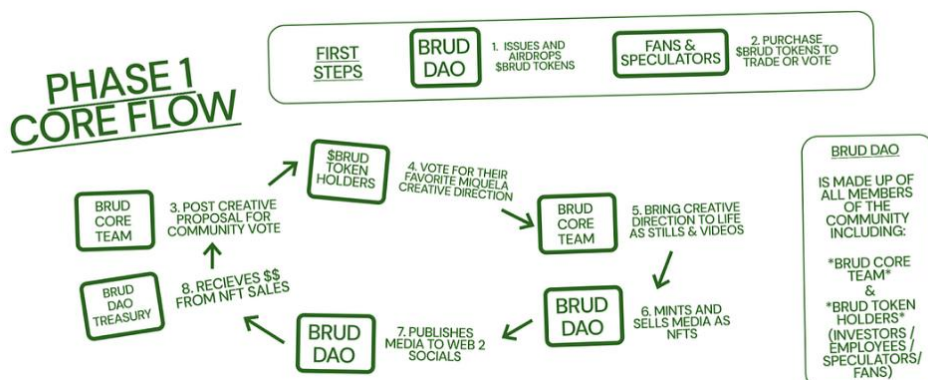 PHASE 1
CORE FLOW
FIRST
STEPS
BRUD
DAO
1. ISSUES AND
AIRDROPS
$BRUD TOKENS
FANS &
SPECULATORS
2. PURCHASE
$BRUD TOKENS TO
TRADE OR VOTE
BRUD
CORE
TEAM
3. POST CREATIVE
PROPOSAL FOR
COMMUNITY VOTE
$BRUD
TOKEN
HOLDERS
4. VOTE FOR THEIR
FAVORITE MIQUELA
CREATIVE DIRECTION
BRUD
CORE
TEAM
5. BRING CREATIVE
DIRECTION TO LIFE
AS STILLS & VIDEOS
BRUD
DAO
6. MINTS AND
SELLS MEDIA AS
NFTS
BRUD
DAO
7. PUBLISHES
MEDIA TO WEB 2
SOCIALS
BRUD
DAO
TREASURY
8. RECIEVES $$
FROM NFT SALES
BRUD DAO
IS MADE UP OF
ALL MEMBERS
OF THE
COMMUNITY
INCLUDING:
*BRUD CORE
TEAM*
&
*BRUD TOKEN
HOLDERS*
(INVESTORS /
EMPLOYEES /
SPECULATORS/
FANS)